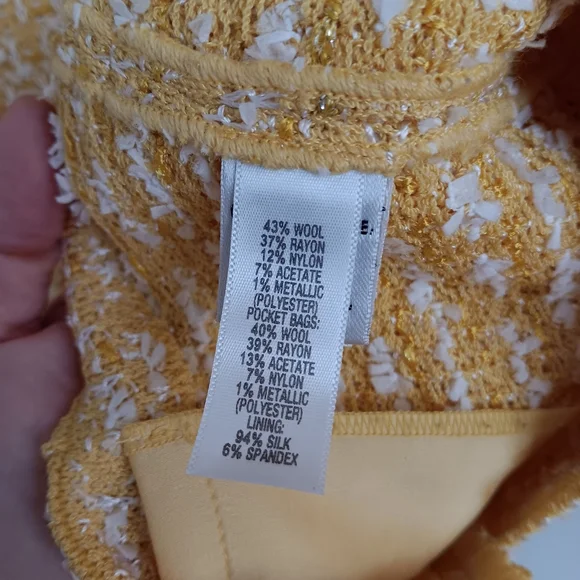 43% WOOL
37% RAYON
12% NYLON
7% ACETATE
1% METALLIC
(POLYESTER)
POCKET BAGS:
40% WOOL
39% RAYON
13% ACETATE
7% NYLON
1% METALLIC
(POLYESTER)
LINING:
94% SILK
6% SPANDEX